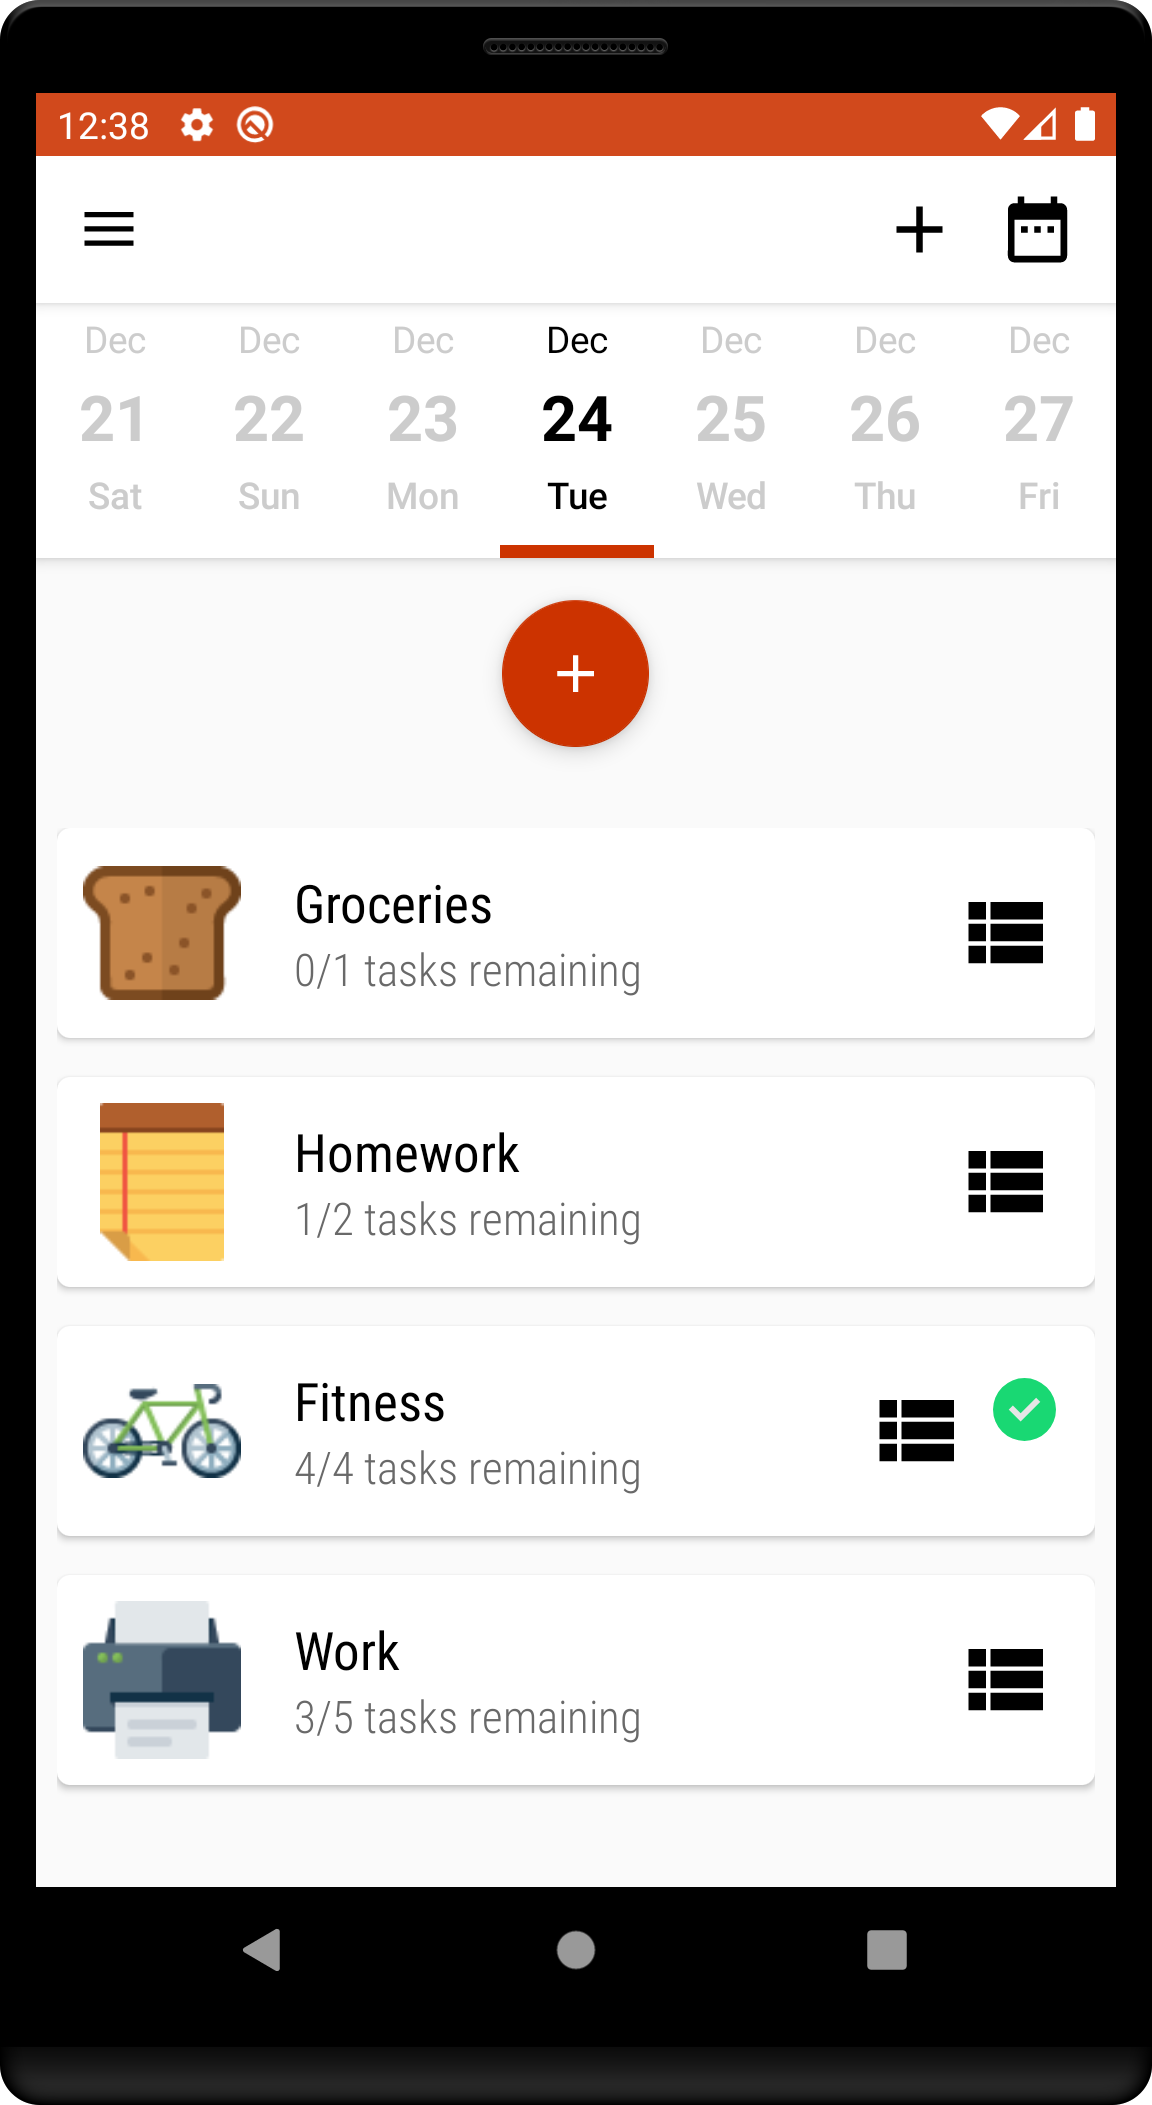 12:38
Dec Dec Dec Dec Dec Dec Dec
21 22 23 24 25 26 27
Sat Sun Mon Tue Wed Thu Fri
Groceries
0/1 tasks remaining
Homework
1/2 tasks remaining
Fitness
4/4 tasks remaining
Work
3/5 tasks remaining